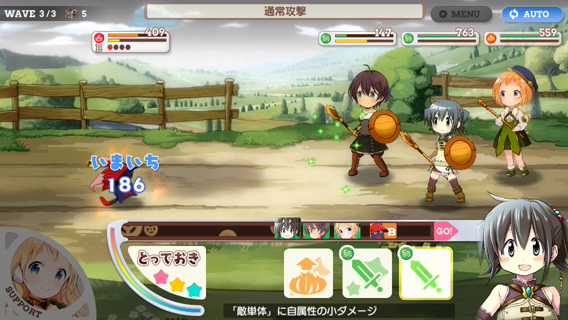 WAVE 3/3 5
通常攻撃
MENU
AUTO
409
B
147
763
559
いまいち
186
B
GO!
とっておき
SUPPORT
「敵単体」に自属性の小ダメージ